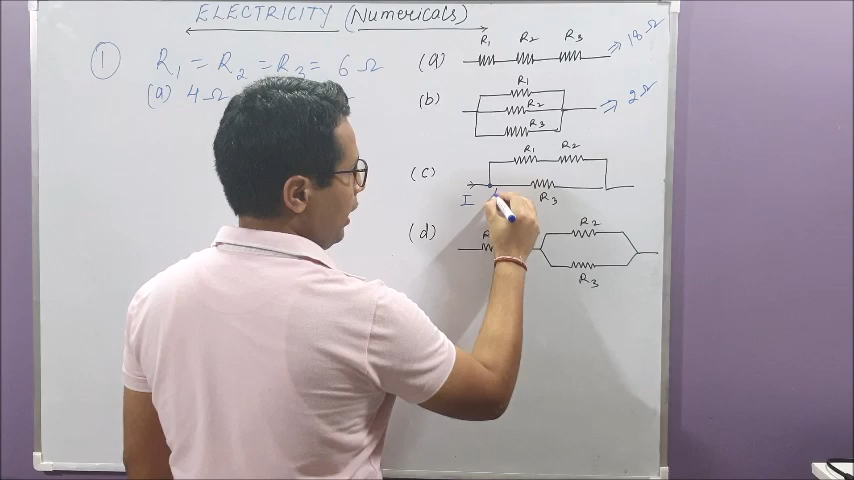 ELECTRICITY (Numericals)
① R₁ = R₂ = R₃ = 6 Ω
(a) 4 Ω
(a) R₁ R₂ R₃ ⇒ 18 Ω
(b) R₁ R₂ R₃ ⇒ 2 Ω
(c) R₁ R₂
I R₃
(d) R R₂
R₃